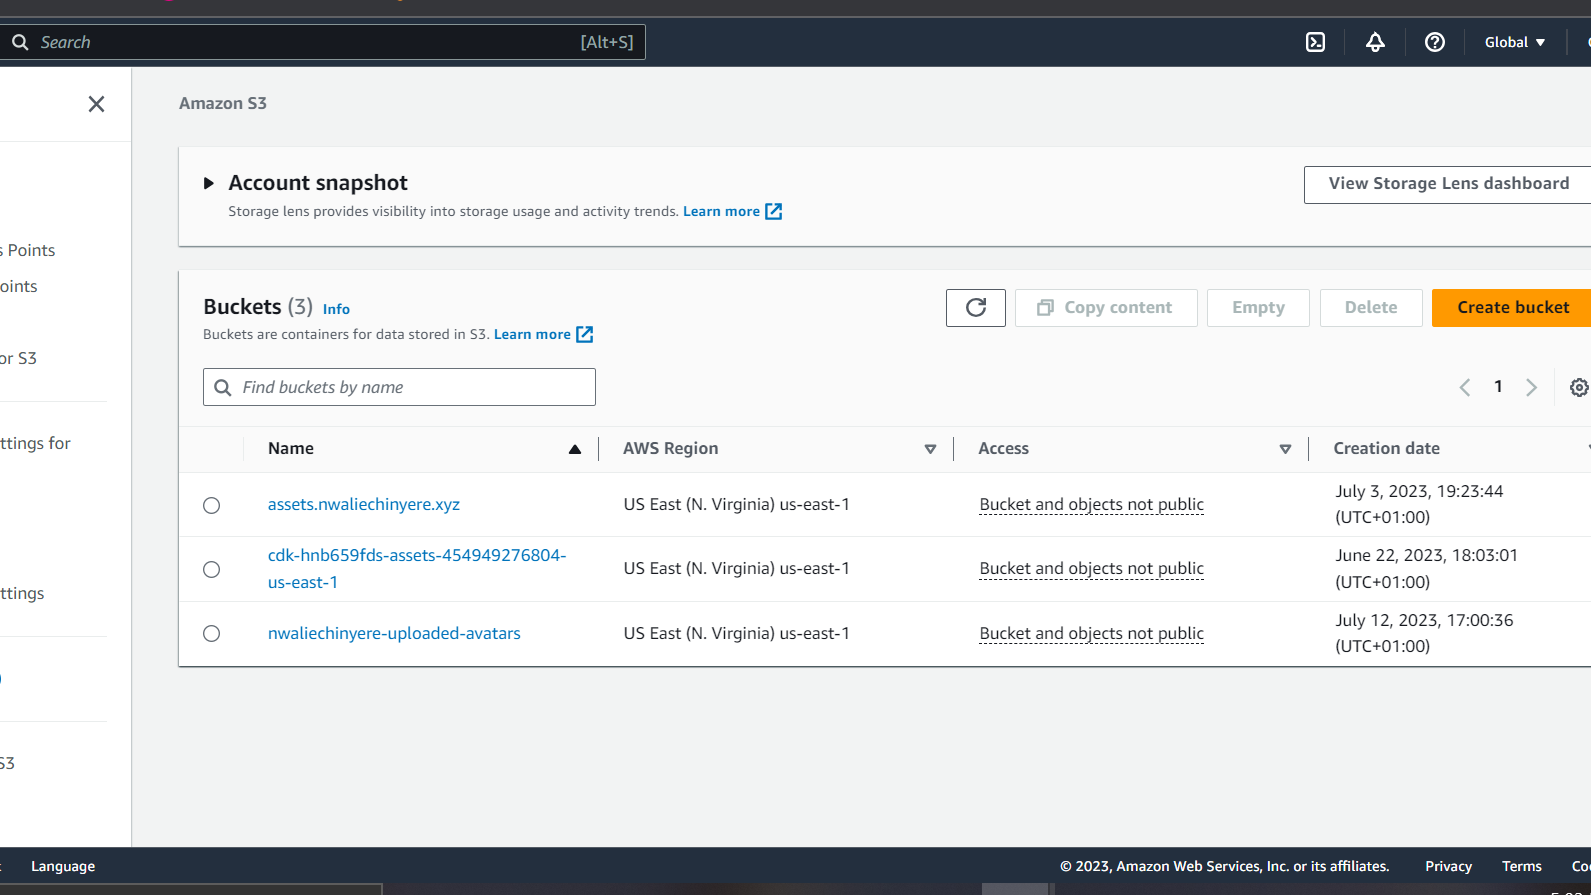 Search [Alt+S] Global
Amazon S3
Account snapshot
View Storage Lens dashboard
Storage lens provides visibility into storage usage and activity trends. Learn more
s Points
oints
or S3
ttings for
ttings
S3
Buckets (3) Info
Copy content Empty Delete Create bucket
Buckets are containers for data stored in S3. Learn more
Find buckets by name
1
Name AWS Region Access Creation date
assets.nwaliechinyere.xyz US East (N. Virginia) us-east-1 Bucket and objects not public July 3, 2023, 19:23:44
(UTC+01:00)
cdk-hnb659fds-assets-454949276804-
us-east-1 US East (N. Virginia) us-east-1 Bucket and objects not public June 22, 2023, 18:03:01
(UTC+01:00)
nwaliechinyere-uploaded-avatars US East (N. Virginia) us-east-1 Bucket and objects not public July 12, 2023, 17:00:36
(UTC+01:00)
Language © 2023, Amazon Web Services, Inc. or its affiliates. Privacy Terms Coo